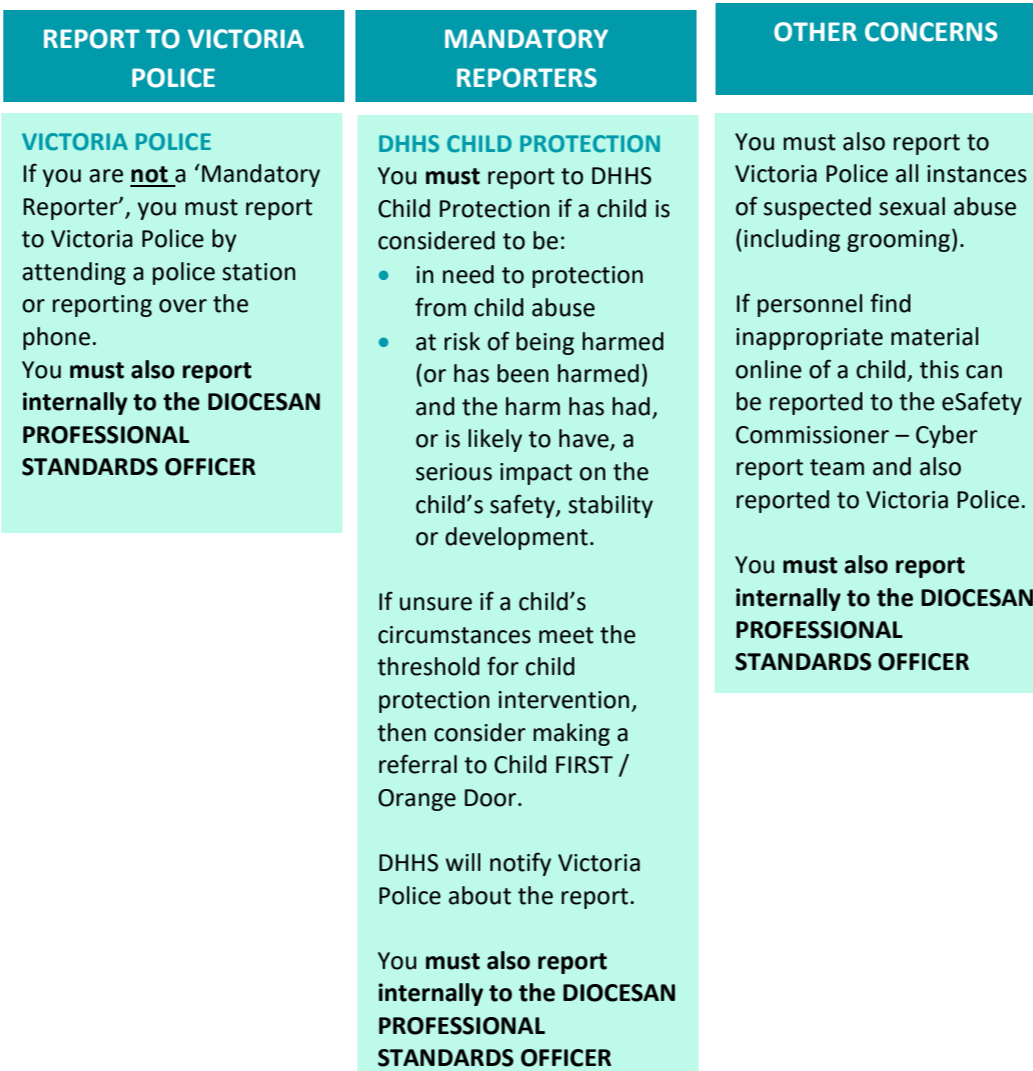 REPORT TO VICTORIA
POLICE
VICTORIA POLICE
If you are not a ‘Mandatory
Reporter’, you must report
to Victoria Police by
attending a police station
or reporting over the
phone.
You must also report
internally to the DIOCESAN
PROFESSIONAL
STANDARDS OFFICER
MANDATORY
REPORTERS
DHHS CHILD PROTECTION
You must report to DHHS
Child Protection if a child is
considered to be:
• in need to protection
from child abuse
• at risk of being harmed
(or has been harmed)
and the harm has had,
or is likely to have, a
serious impact on the
child’s safety, stability
or development.
If unsure if a child’s
circumstances meet the
threshold for child
protection intervention,
then consider making a
referral to Child FIRST /
Orange Door.
DHHS will notify Victoria
Police about the report.
You must also report
internally to the DIOCESAN
PROFESSIONAL
STANDARDS OFFICER
OTHER CONCERNS
You must also report to
Victoria Police all instances
of suspected sexual abuse
(including grooming).
If personnel find
inappropriate material
online of a child, this can
be reported to the eSafety
Commissioner – Cyber
report team and also
reported to Victoria Police.
You must also report
internally to the DIOCESAN
PROFESSIONAL
STANDARDS OFFICER